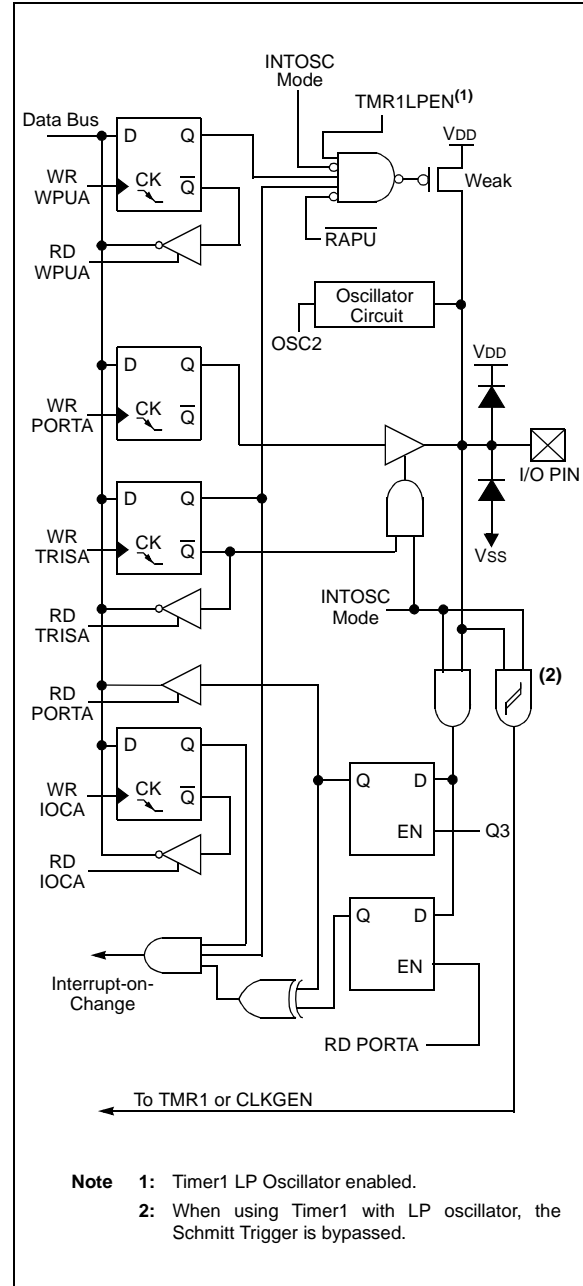 INTOSC
Mode
TMR1LPEN(1)
Data Bus
VDD
D Q
WR
WPUA
CK Q
Weak
RD
WPUA
RAPU
Oscillator
Circuit
OSC2
VDD
D Q
WR
PORTA
CK Q
I/O PIN
D Q
WR
TRISA
CK Q
VSS
INTOSC
Mode
RD
TRISA
(2)
RD
PORTA
D Q
WR
IOCA
CK Q
Q D
EN
Q3
RD
IOCA
Q D
EN
Interrupt-on-
Change
RD PORTA
To TMR1 or CLKGEN
Note 1: Timer1 LP Oscillator enabled.
2: When using Timer1 with LP oscillator, the
Schmitt Trigger is bypassed.